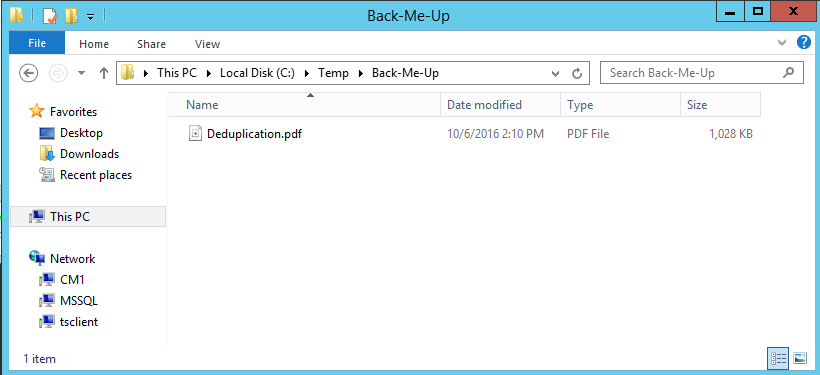 Back-Me-Up
File Home Share View
This PC Local Disk (C:) Temp Back-Me-Up
Search Back-Me-Up
Favorites
Desktop
Downloads
Recent places
This PC
Network
CM1
MSSQL
tsclient
Name Date modified Type Size
Deduplication.pdf 10/6/2016 2:10 PM PDF File 1,028 KB
1 item